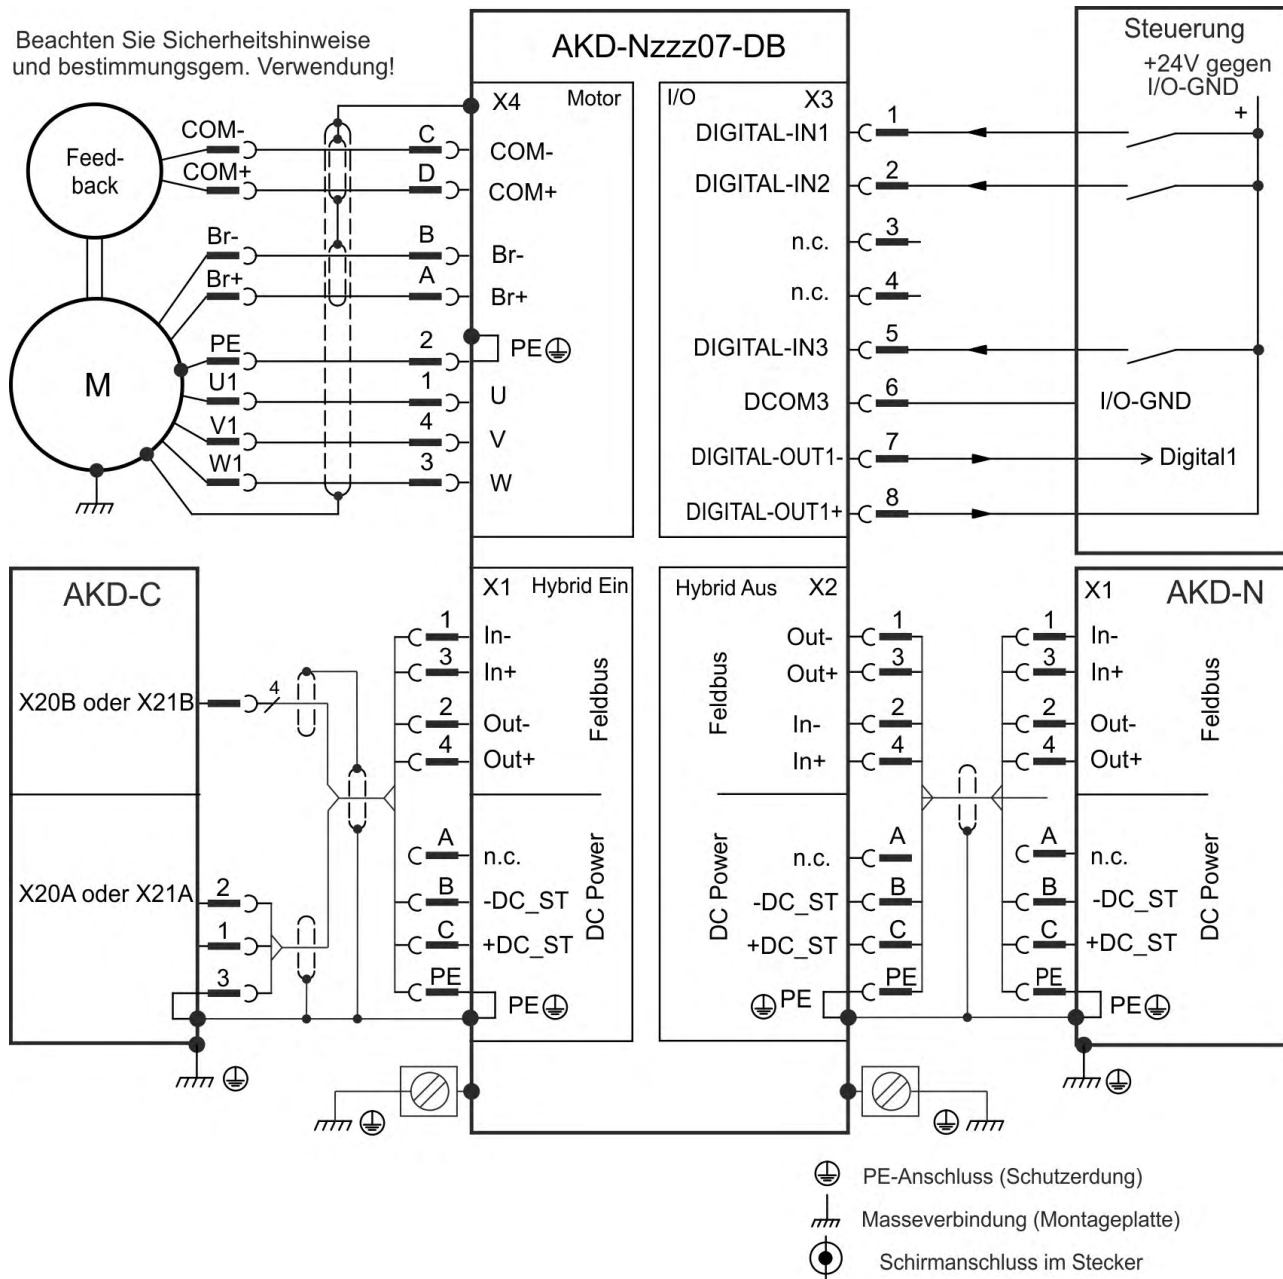 Beachten Sie Sicherheitshinweise
und bestimmungsgem. Verwendung!
AKD-Nzzz07-DB
Steuerung
+24V gegen
I/O-GND
+
Feed-
back
COM-
COM+
Br-
Br+
PE
U1
V1
W1
M
C
D
B
A
2
1
4
3
X4 Motor
COM-
COM+
Br-
Br+
PE
U
V
W
I/O X3
DIGITAL-IN1
DIGITAL-IN2
n.c.
n.c.
DIGITAL-IN3
DCOM3
DIGITAL-OUT1-
DIGITAL-OUT1+
1
2
3
4
5
6
7
8
I/O-GND
Digital1
AKD-C
X20B oder X21B
4
X20A oder X21A
2
1
3
X1 Hybrid Ein
1 In-
3 In+
2 Out-
4 Out+
Feldbus
A n.c.
B -DC_ST
C +DC_ST
PE PE
DC Power
Hybrid Aus X2
Out- 1
Out+ 3
In- 2
In+ 4
Feldbus
n.c. A
-DC_ST B
+DC_ST C
PE PE
DC Power
X1 AKD-N
1 In-
3 In+
2 Out-
4 Out+
Feldbus
A n.c.
B -DC_ST
C +DC_ST
PE PE
DC Power
PE-Anschluss (Schutzerdung)
Masseverbindung (Montageplatte)
Schirmanschluss im Stecker